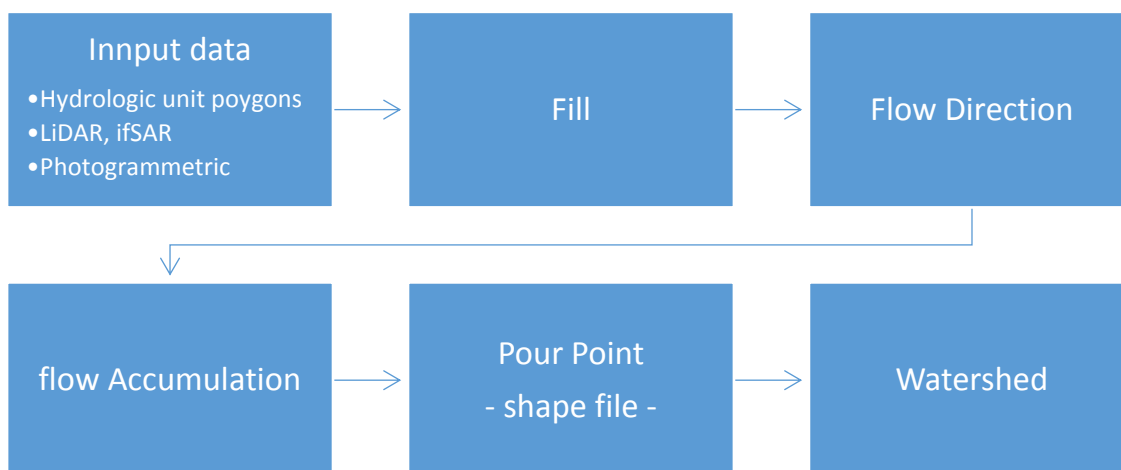 Innput data
•Hydrologic unit poygons
•LiDAR, ifSAR
•Photogrammetric
Fill
Flow Direction
flow Accumulation
Pour Point
- shape file -
Watershed